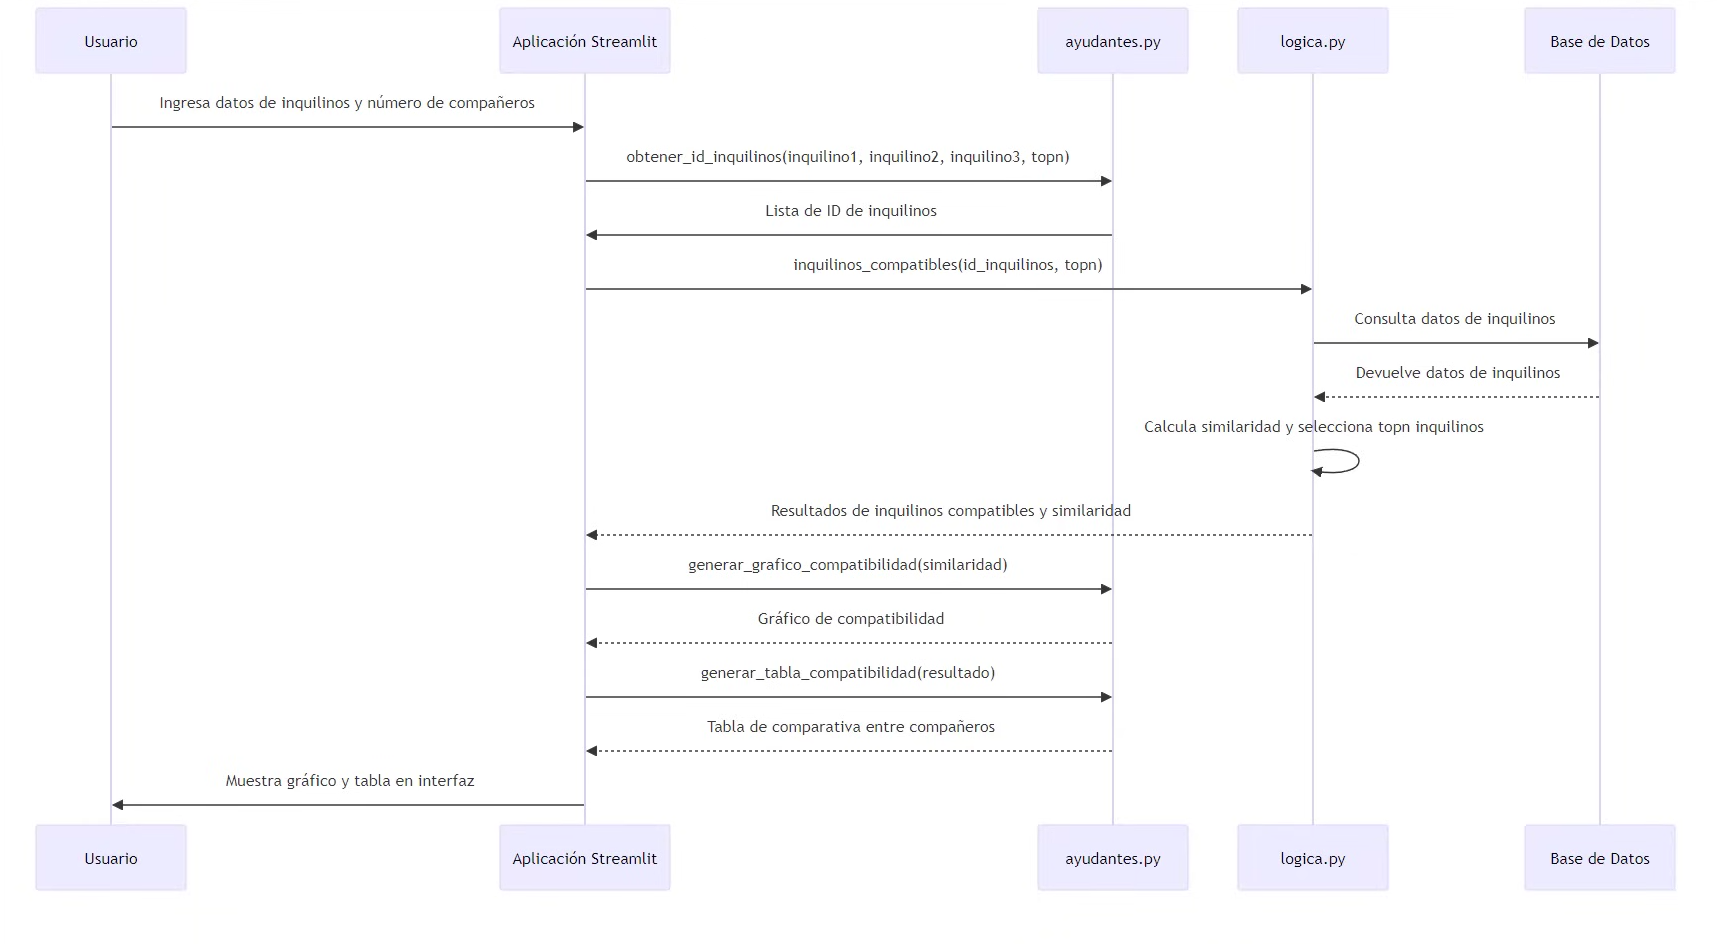 Usuario
Aplicación Streamlit
ayudantes.py
logica.py
Base de Datos
Ingresa datos de inquilinos y número de compañeros
obtener_id_inquilinos(inquilino1, inquilino2, inquilino3, topn)
Lista de ID de inquilinos
inquilinos_compatibles(id_inquilinos, topn)
Consulta datos de inquilinos
Devuelve datos de inquilinos
Calcula similaridad y selecciona topn inquilinos
Resultados de inquilinos compatibles y similaridad
generar_grafico_compatibilidad(similaridad)
Gráfico de compatibilidad
generar_tabla_compatibilidad(resultado)
Tabla de comparativa entre compañeros
Muestra gráfico y tabla en interfaz
Usuario
Aplicación Streamlit
ayudantes.py
logica.py
Base de Datos